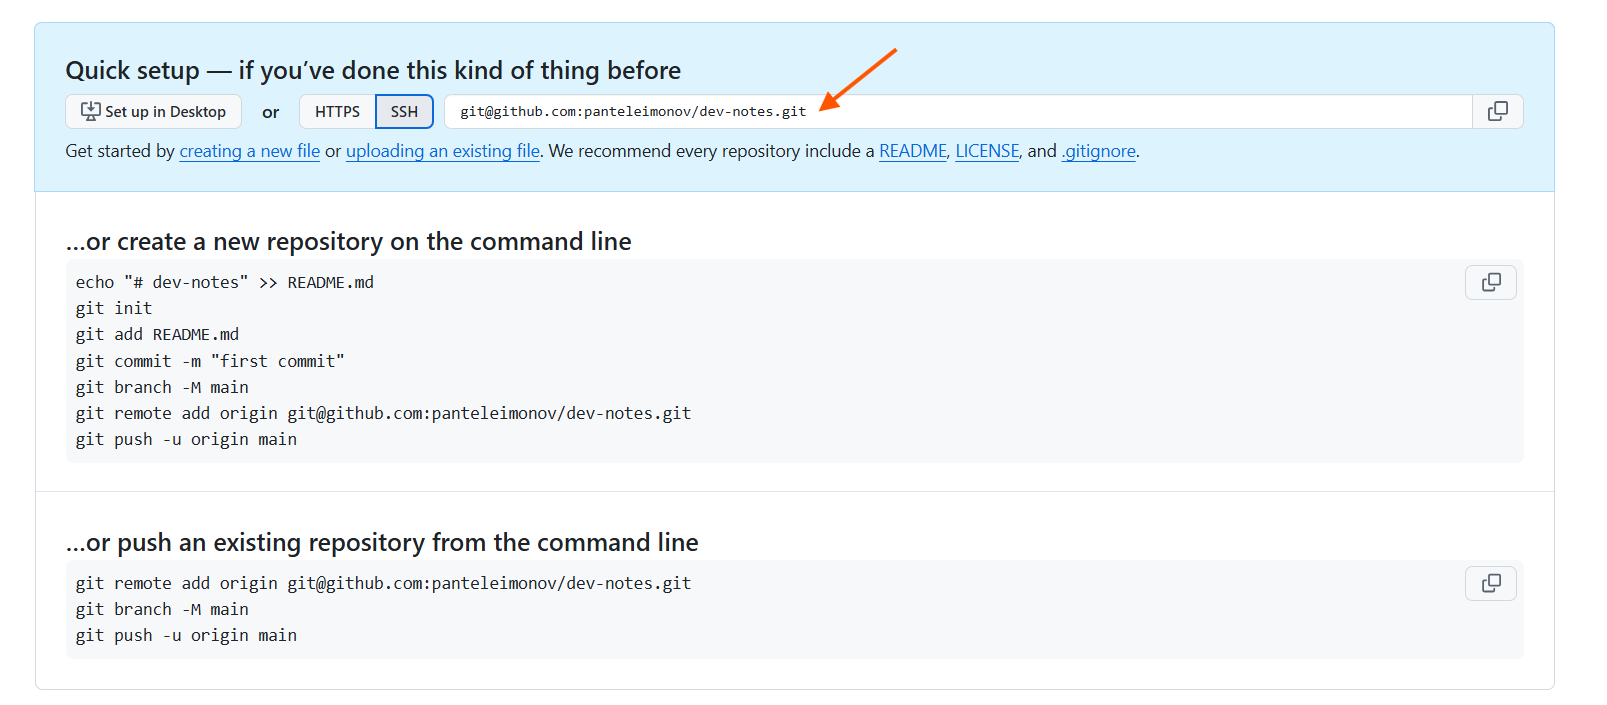 Quick setup — if you’ve done this kind of thing before
Set up in Desktop or HTTPS SSH git@github.com:panteleimonov/dev-notes.git
Get started by creating a new file or uploading an existing file. We recommend every repository include a README, LICENSE, and .gitignore.
…or create a new repository on the command line
echo "# dev-notes" >> README.md
git init
git add README.md
git commit -m "first commit"
git branch -M main
git remote add origin git@github.com:panteleimonov/dev-notes.git
git push -u origin main
…or push an existing repository from the command line
git remote add origin git@github.com:panteleimonov/dev-notes.git
git branch -M main
git push -u origin main